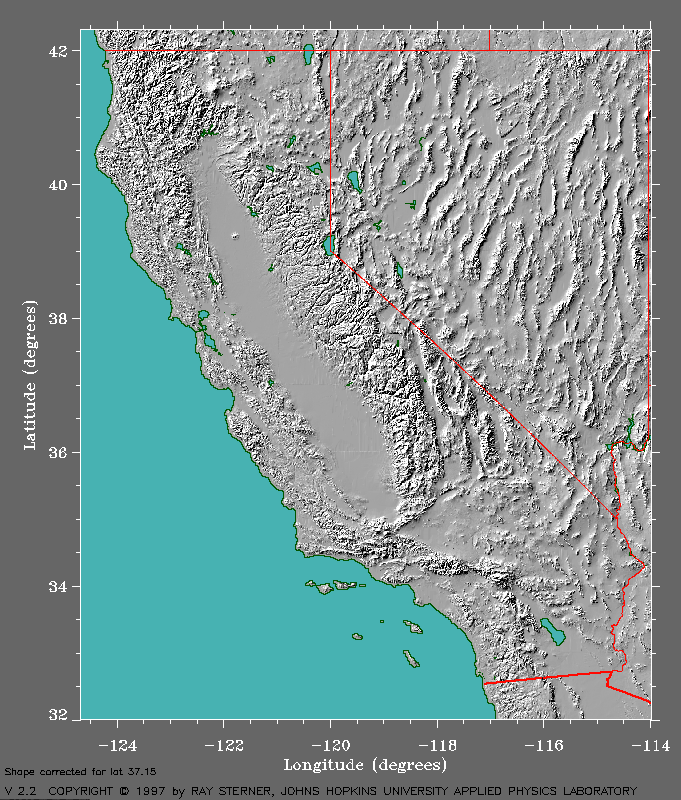 42
40
38
36
34
32
Latitude (degrees)
-124 -122 -120 -118 -116 -114
Longitude (degrees)
Shape corrected for lat 37.15
V 2.2 COPYRIGHT © 1997 by RAY STERNER, JOHNS HOPKINS UNIVERSITY APPLIED PHYSICS LABORATORY